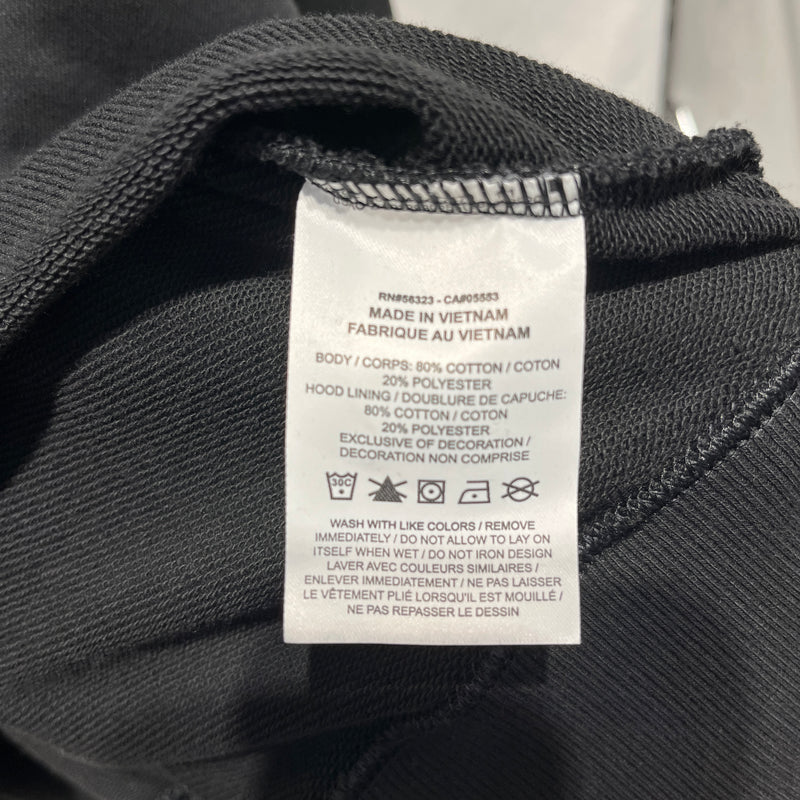 RN#56323 - CA#05553
MADE IN VIETNAM
FABRIQUE AU VIETNAM
BODY / CORPS: 80% COTTON / COTON
20% POLYESTER
HOOD LINING / DOUBLURE DE CAPUCHE:
80% COTTON / COTON
20% POLYESTER
EXCLUSIVE OF DECORATION /
DECORATION NON COMPRISE
30C
WASH WITH LIKE COLORS / REMOVE
IMMEDIATELY / DO NOT ALLOW TO LAY ON
ITSELF WHEN WET / DO NOT IRON DESIGN
LAVER AVEC COULEURS SIMILAIRES /
ENLEVER IMMEDIATEMENT / NE PAS LAISSER
LE VÊTEMENT PLIÉ LORSQU'IL EST MOUILLÉ /
NE PAS REPASSER LE DESSIN